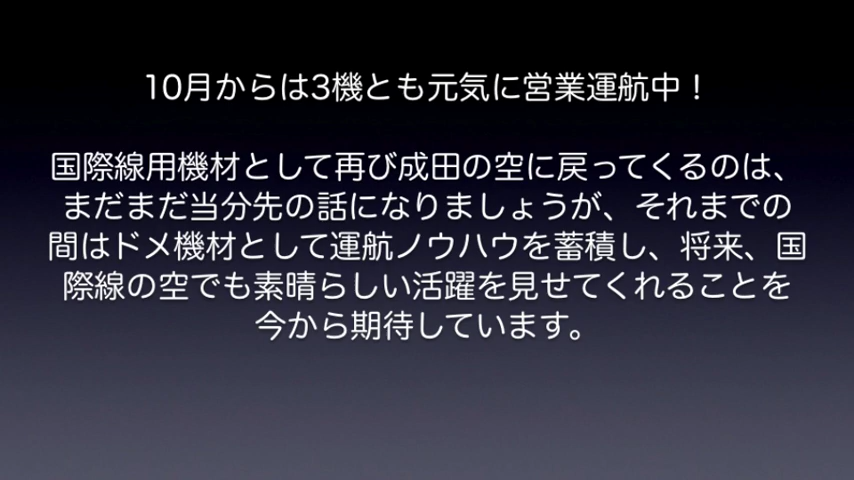 10月からは3機とも元気に営業運航中！
国際線用機材として再び成田の空に戻ってくるのは、
まだまだ当分先の話になりましょうが、それまでの
間はドメ機材として運航ノウハウを蓄積し、将来、国
際線の空でも素晴らしい活躍を見せてくれることを
今から期待しています。